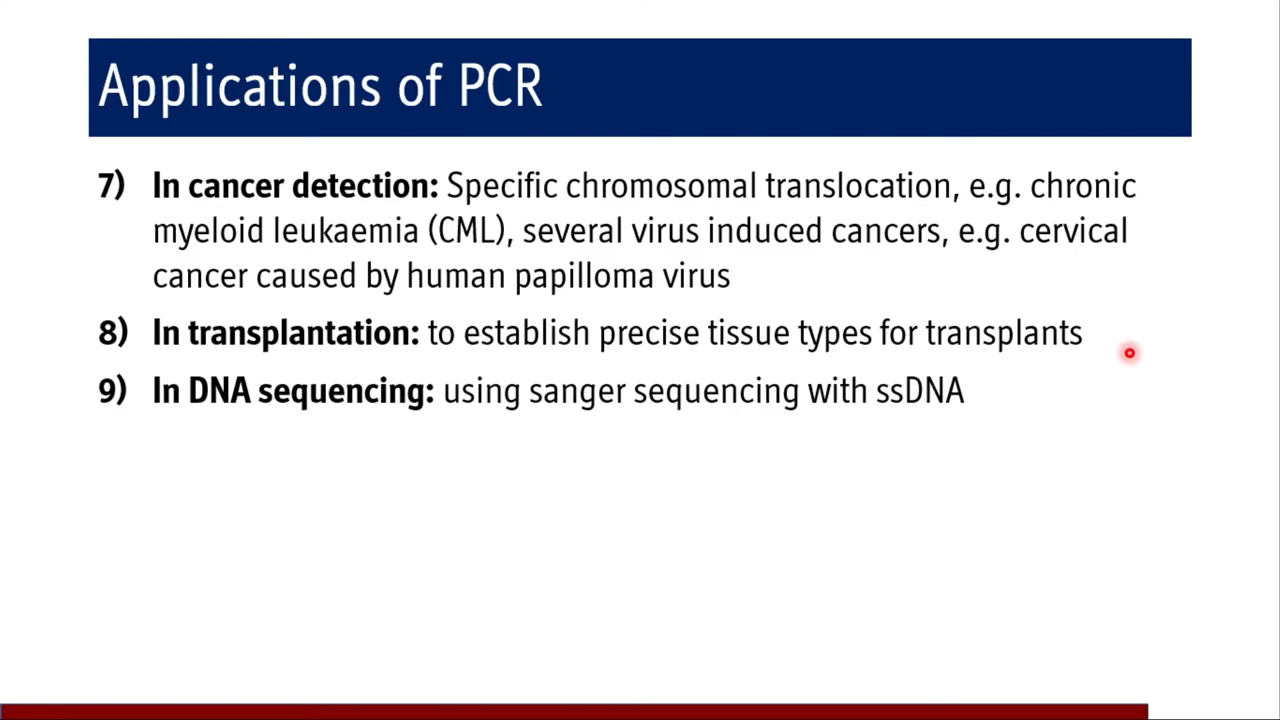 Applications of PCR
7) In cancer detection: Specific chromosomal translocation, e.g. chronic
myeloid leukaemia (CML), several virus induced cancers, e.g. cervical
cancer caused by human papilloma virus
8) In transplantation: to establish precise tissue types for transplants
9) In DNA sequencing: using sanger sequencing with ssDNA